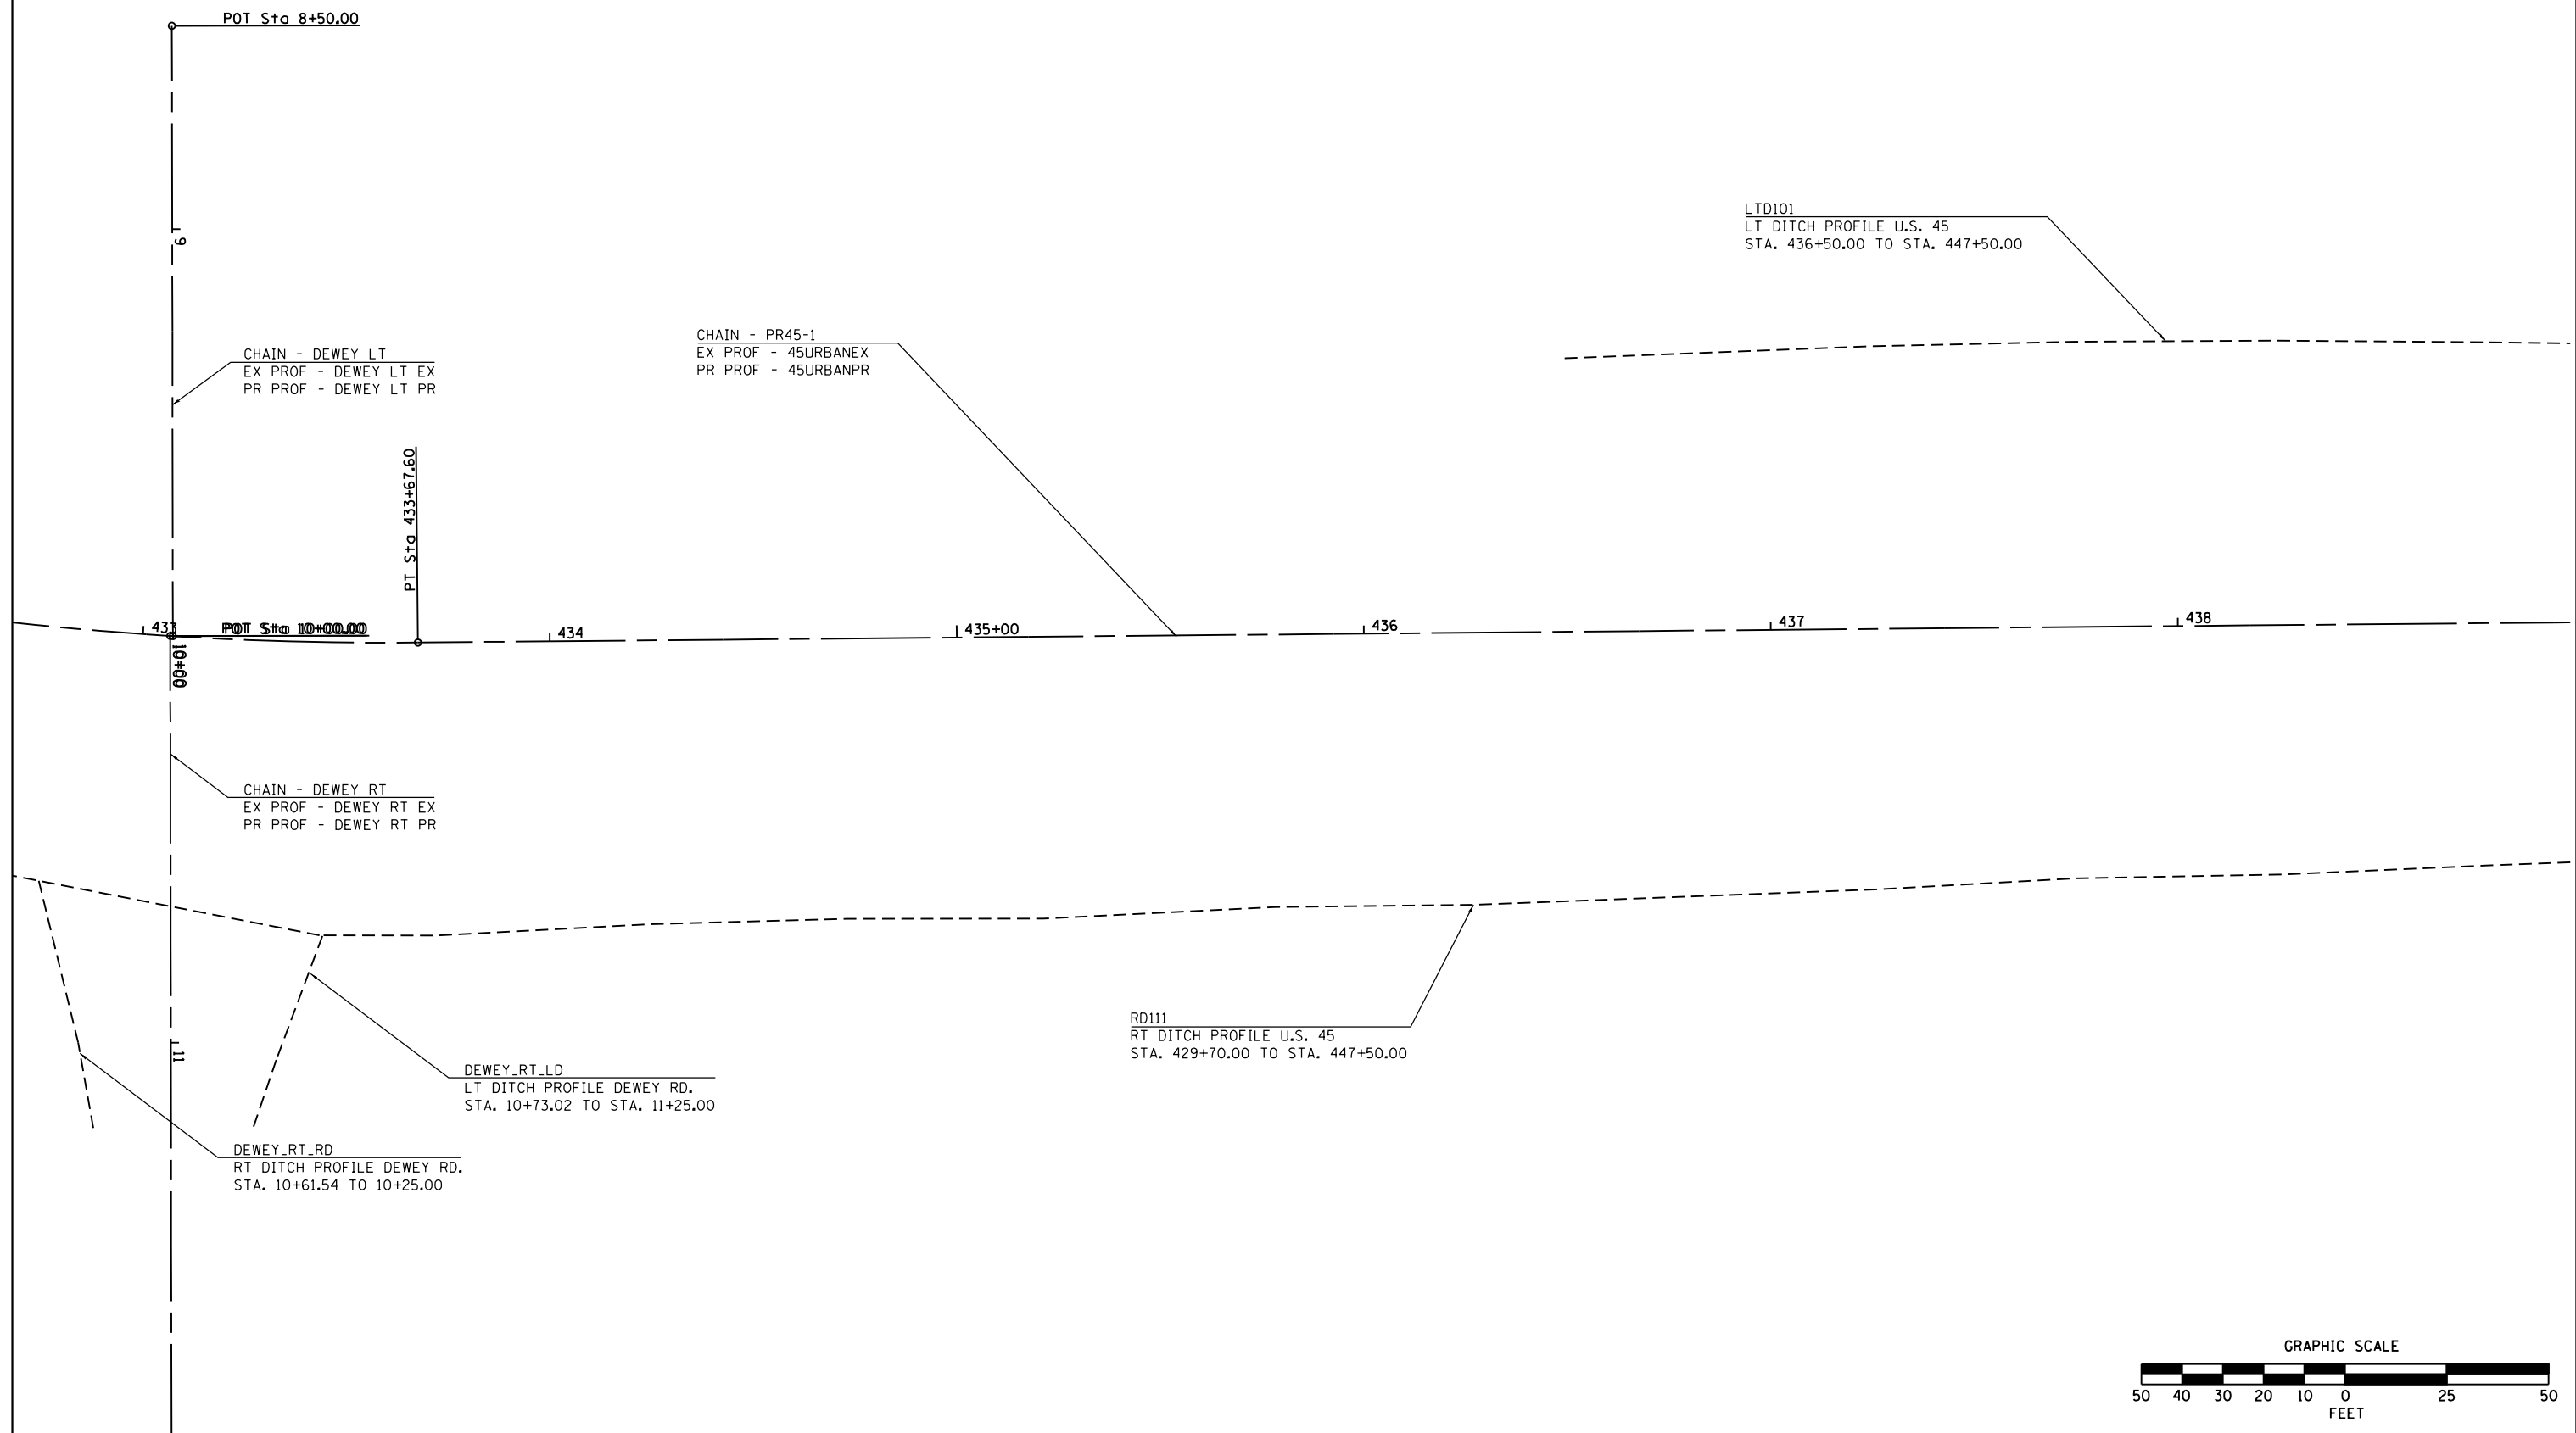 POT Sta 8+50.00
9
LTD101
LT DITCH PROFILE U.S. 45
STA. 436+50.00 TO STA. 447+50.00
CHAIN - DEWEY LT
EX PROF - DEWEY LT EX
PR PROF - DEWEY LT PR
CHAIN - PR45-1
EX PROF - 45URBANEX
PR PROF - 45URBANPR
PT Sta 433+67.60
433
POT Sta 10+00.00
434
435+00
436
437
438
10+00
CHAIN - DEWEY RT
EX PROF - DEWEY RT EX
PR PROF - DEWEY RT PR
RD111
RT DITCH PROFILE U.S. 45
STA. 429+70.00 TO STA. 447+50.00
11
DEWEY_RT_LD
LT DITCH PROFILE DEWEY RD.
STA. 10+73.02 TO STA. 11+25.00
DEWEY_RT_RD
RT DITCH PROFILE DEWEY RD.
STA. 10+61.54 TO 10+25.00
GRAPHIC SCALE
50 40 30 20 10 0 25 50
FEET